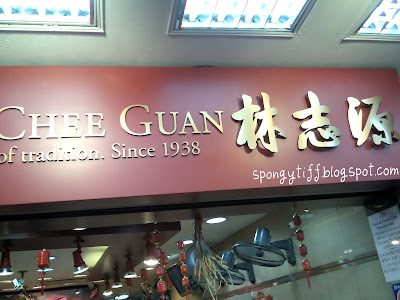 CHEE GUAN 林志源
of tradition. Since 1938
spongytiff.blogspot.com